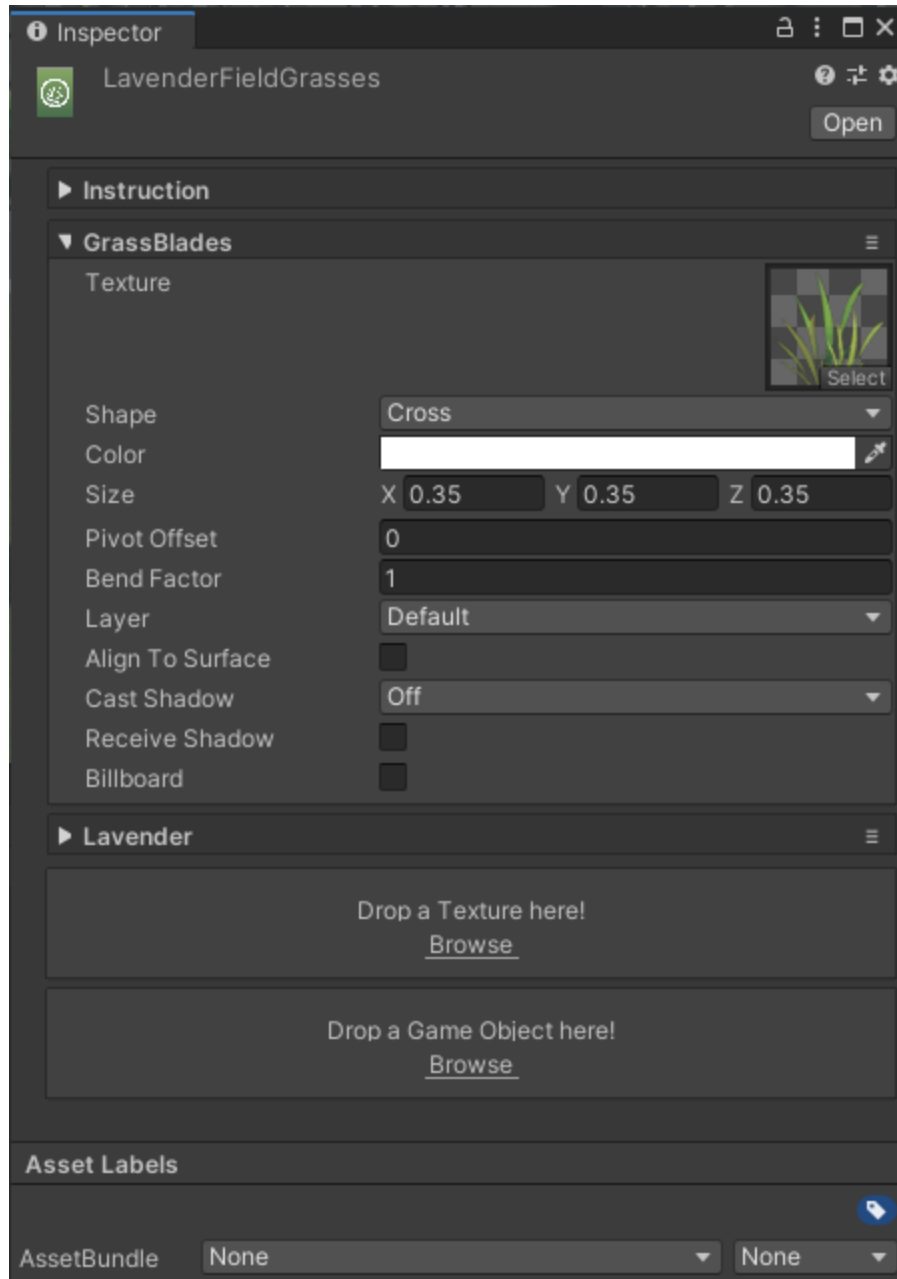 Inspector
LavenderFieldGrasses
Open
Instruction
GrassBlades
Texture
Select
Shape Cross
Color
Size X 0.35 Y 0.35 Z 0.35
Pivot Offset 0
Bend Factor 1
Layer Default
Align To Surface
Cast Shadow Off
Receive Shadow
Billboard
Lavender
Drop a Texture here!
Browse
Drop a Game Object here!
Browse
Asset Labels
AssetBundle None None